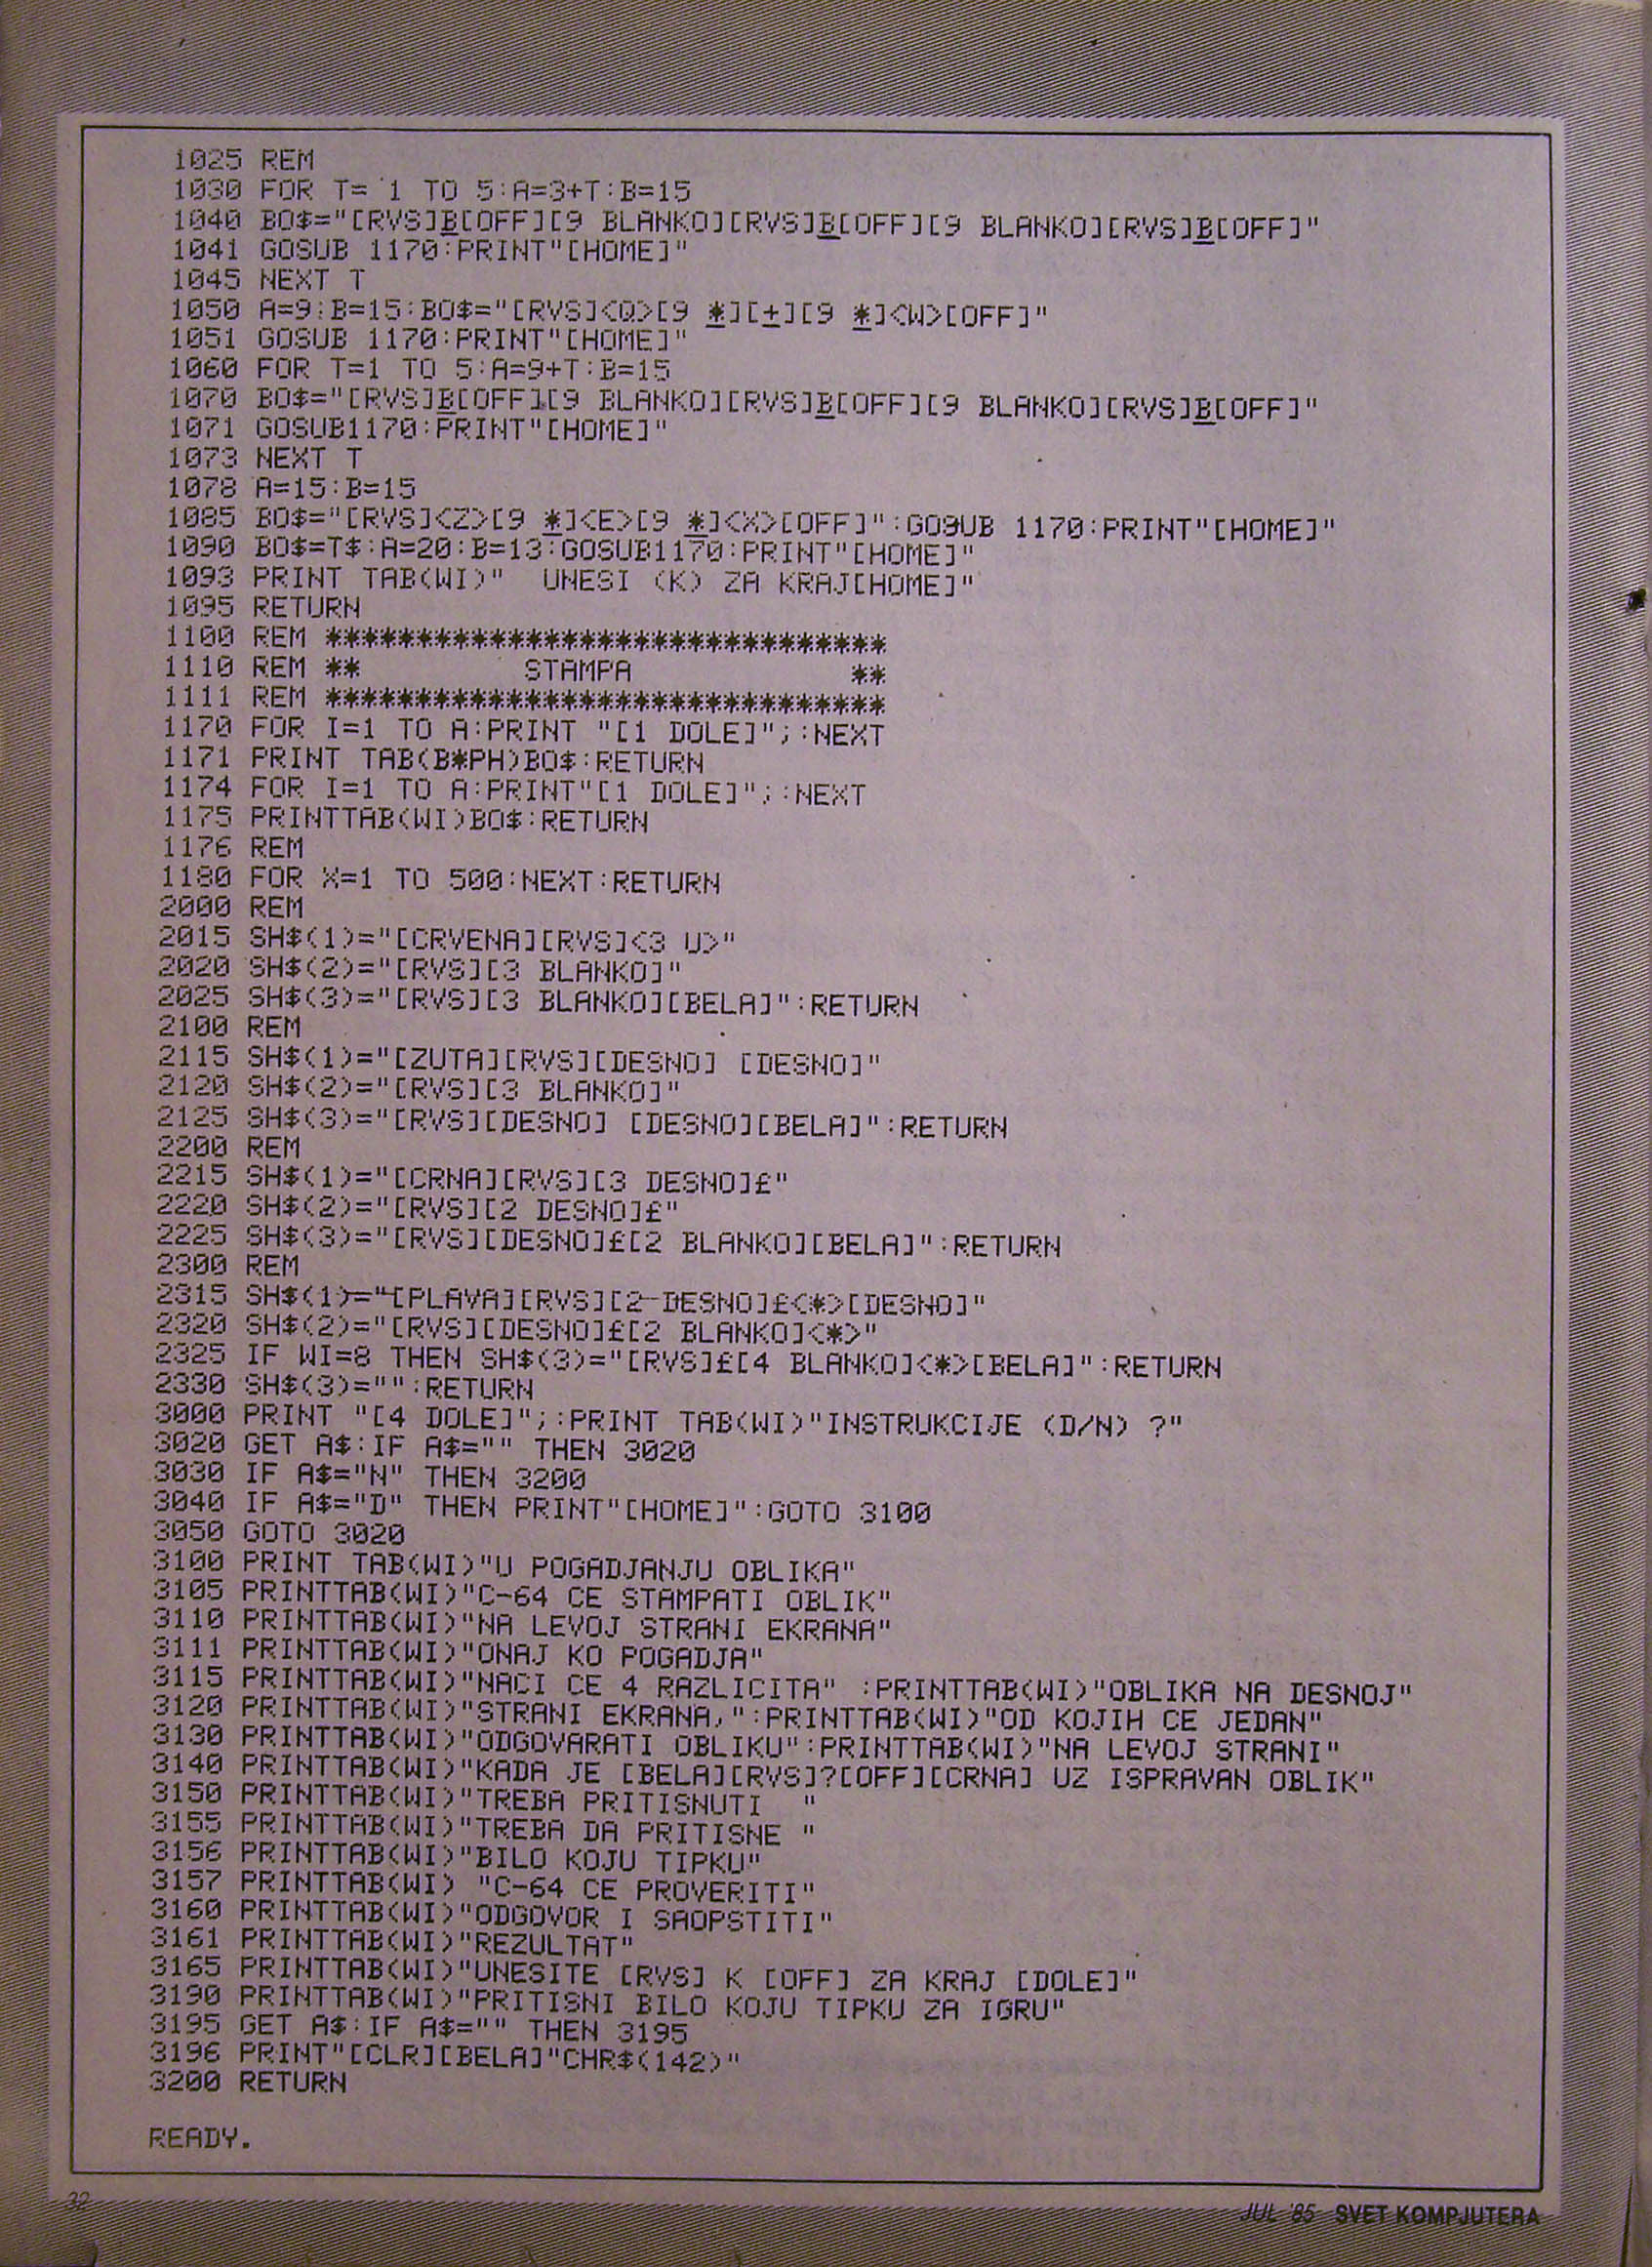 1025 REM
1030 FOR T= 1 TO 5:A=3+T:B=15
1040 BO$="[RVS]B[OFF][9 BLANKO][RVS]B[OFF][9 BLANKO][RVS]B[OFF]"
1041 GOSUB 1170:PRINT"[HOME]"
1045 NEXT T
1050 A=9:B=15:BO$="[RVS]<Q>[9 *][±][9 *]<W>[OFF]"
1051 GOSUB 1170:PRINT"[HOME]"
1060 FOR T=1 TO 5:A=9+T:B=15
1070 BO$="[RVS]B[OFF][9 BLANKO][RVS]B[OFF][9 BLANKO][RVS]B[OFF]"
1071 GOSUB1170:PRINT"[HOME]"
1073 NEXT T
1078 A=15:B=15
1085 BO$="[RVS]<Z>[9 *]<E>[9 *]<X>[OFF]":GOSUB 1170:PRINT"[HOME]"
1090 BO$=T$:A=20:B=13:GOSUB1170:PRINT"[HOME]"
1093 PRINT TAB(WI)"  UNESI (K) ZA KRAJ[HOME]"
1095 RETURN
1100 REM *******************************
1110 REM **         STAMPA            **
1111 REM *******************************
1170 FOR I=1 TO A:PRINT "[1 DOLE]";:NEXT
1171 PRINT TAB(B*PH)BO$:RETURN
1174 FOR I=1 TO A:PRINT"[1 DOLE]";:NEXT
1175 PRINTTAB(WI)BO$:RETURN
1176 REM
1180 FOR X=1 TO 500:NEXT:RETURN
2000 REM
2015 SH$(1)="[CRVENA][RVS]<3 U>"
2020 SH$(2)="[RVS][3 BLANKO]"
2025 SH$(3)="[RVS][3 BLANKO][BELA]":RETURN
2100 REM
2115 SH$(1)="[ZUTA][RVS][DESNO] [DESNO]"
2120 SH$(2)="[RVS][3 BLANKO]"
2125 SH$(3)="[RVS][DESNO] [DESNO][BELA]":RETURN
2200 REM
2215 SH$(1)="[CRNA][RVS][3 DESNO]£"
2220 SH$(2)="[RVS][2 DESNO]£"
2225 SH$(3)="[RVS][DESNO]£[2 BLANKO][BELA]":RETURN
2300 REM
2315 SH$(1)="[PLAVA][RVS][2 DESNO]£<*>[DESNO]"
2320 SH$(2)="[RVS][DESNO]£[2 BLANKO]<*>"
2325 IF WI=8 THEN SH$(3)="[RVS]£[4 BLANKO]<*>[BELA]":RETURN
2330 SH$(3)="":RETURN
3000 PRINT "[4 DOLE]";:PRINT TAB(WI)"INSTRUKCIJE (D/N) ?"
3020 GET A$:IF A$="" THEN 3020
3030 IF A$="N" THEN 3200
3040 IF A$="D" THEN PRINT"[HOME]":GOTO 3100
3050 GOTO 3020
3100 PRINT TAB(WI)"U POGADJANJU OBLIKA"
3105 PRINTTAB(WI)"C-64 CE STAMPATI OBLIK"
3110 PRINTTAB(WI)"NA LEVOJ STRANI EKRANA"
3111 PRINTTAB(WI)"ONAJ KO POGADJA"
3115 PRINTTAB(WI)"NACI CE 4 RAZLICITA" :PRINTTAB(WI)"OBLIKA NA DESNOJ"
3120 PRINTTAB(WI)"STRANI EKRANA,":PRINTTAB(WI)"OD KOJIH CE JEDAN"
3130 PRINTTAB(WI)"ODGOVARATI OBLIKU":PRINTTAB(WI)"NA LEVOJ STRANI"
3140 PRINTTAB(WI)"KADA JE [BELA][RVS]?[OFF][CRNA] UZ ISPRAVAN OBLIK"
3150 PRINTTAB(WI)"TREBA PRITISNUTI  "
3155 PRINTTAB(WI)"TREBA DA PRITISNE "
3156 PRINTTAB(WI)"BILO KOJU TIPKU"
3157 PRINTTAB(WI) "C-64 CE PROVERITI"
3160 PRINTTAB(WI)"ODGOVOR I SAOPSTITI"
3161 PRINTTAB(WI)"REZULTAT"
3165 PRINTTAB(WI)"UNESITE [RVS] K [OFF] ZA KRAJ [DOLE]"
3190 PRINTTAB(WI)"PRITISNI BILO KOJU TIPKU ZA IGRU"
3195 GET A$:IF A$="" THEN 3195
3196 PRINT"[CLR][BELA]"CHR$(142)"
3200 RETURN
READY.
32
JUL '85 SVET KOMPJUTERA